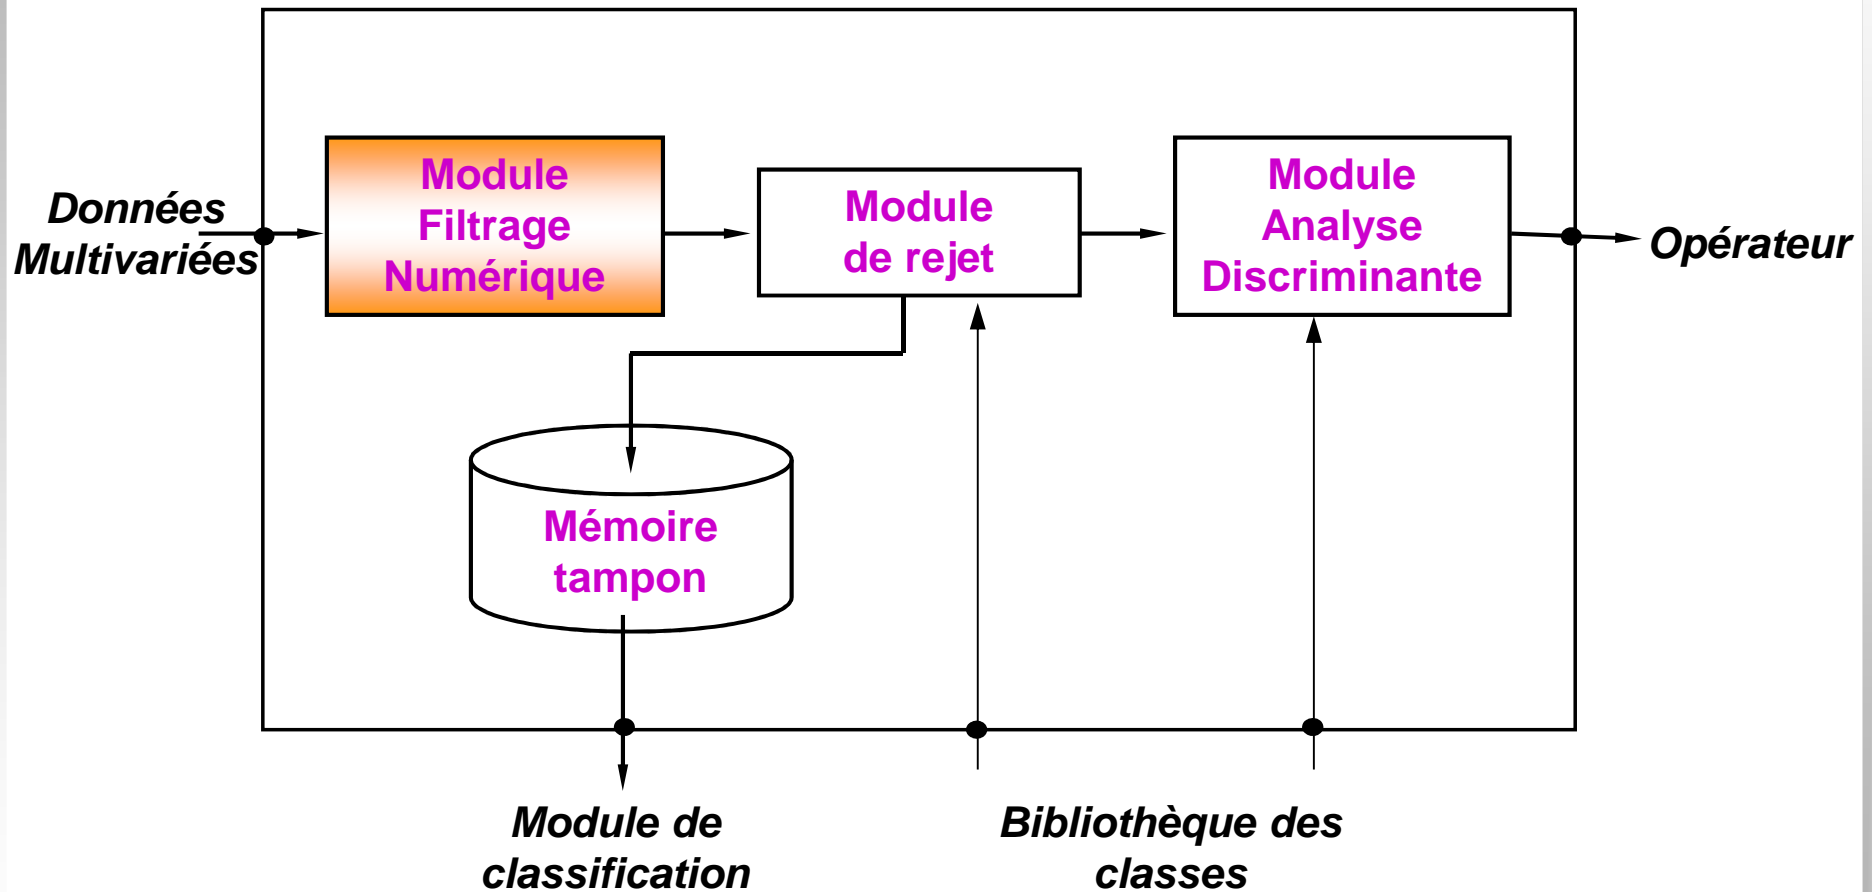 Données
Multivariées
Module
Filtrage
Numérique
Module
de rejet
Module
Analyse
Discriminante
Opérateur
Mémoire
tampon
Module de
classification
Bibliothèque des
classes